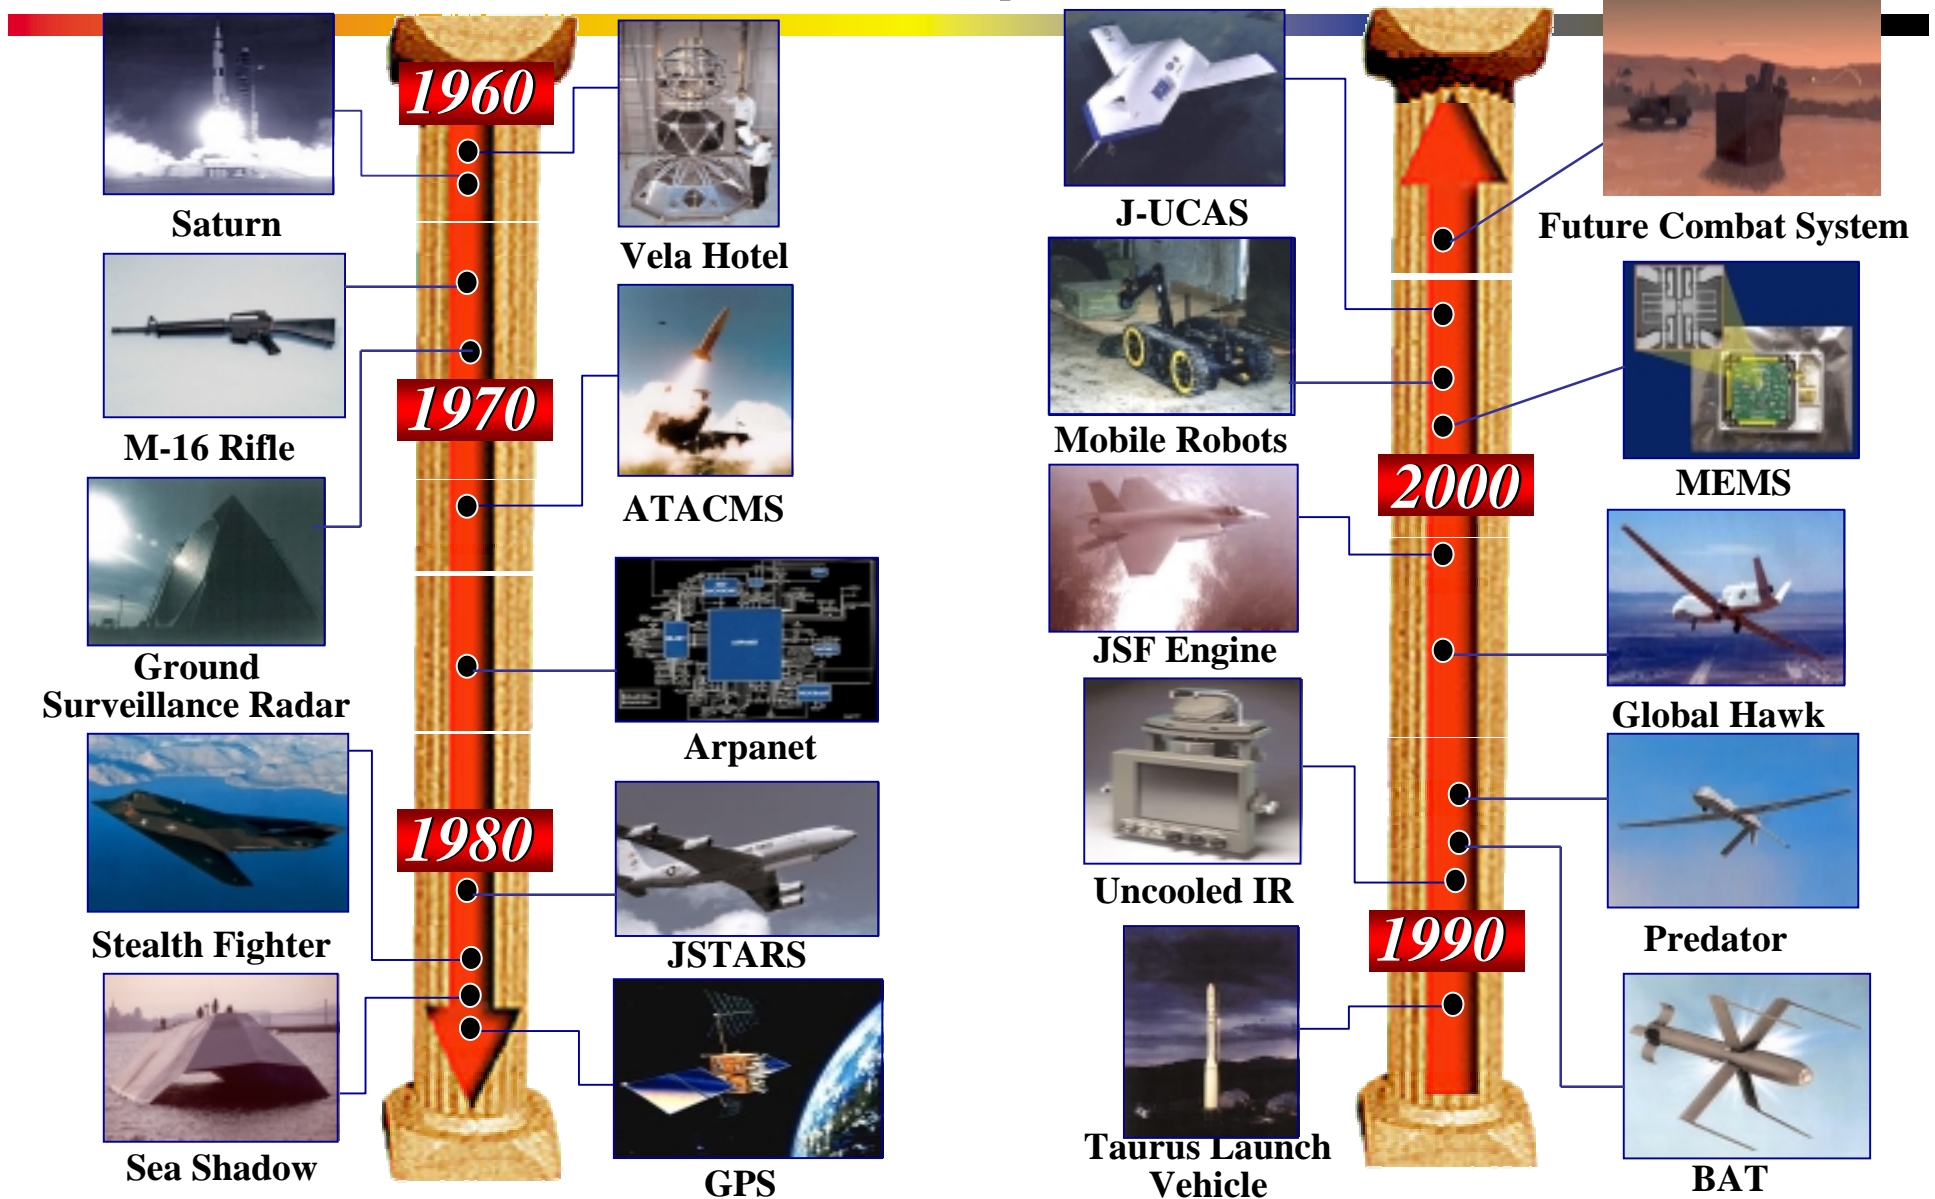 1960
Saturn
Vela Hotel
M-16 Rifle
1970
ATACMS
Ground
Surveillance Radar
Arpanet
1980
Stealth Fighter
JSTARS
Sea Shadow
GPS
J-UCAS
Future Combat System
Mobile Robots
MEMS
2000
JSF Engine
Global Hawk
Uncooled IR
Predator
1990
Taurus Launch
Vehicle
BAT